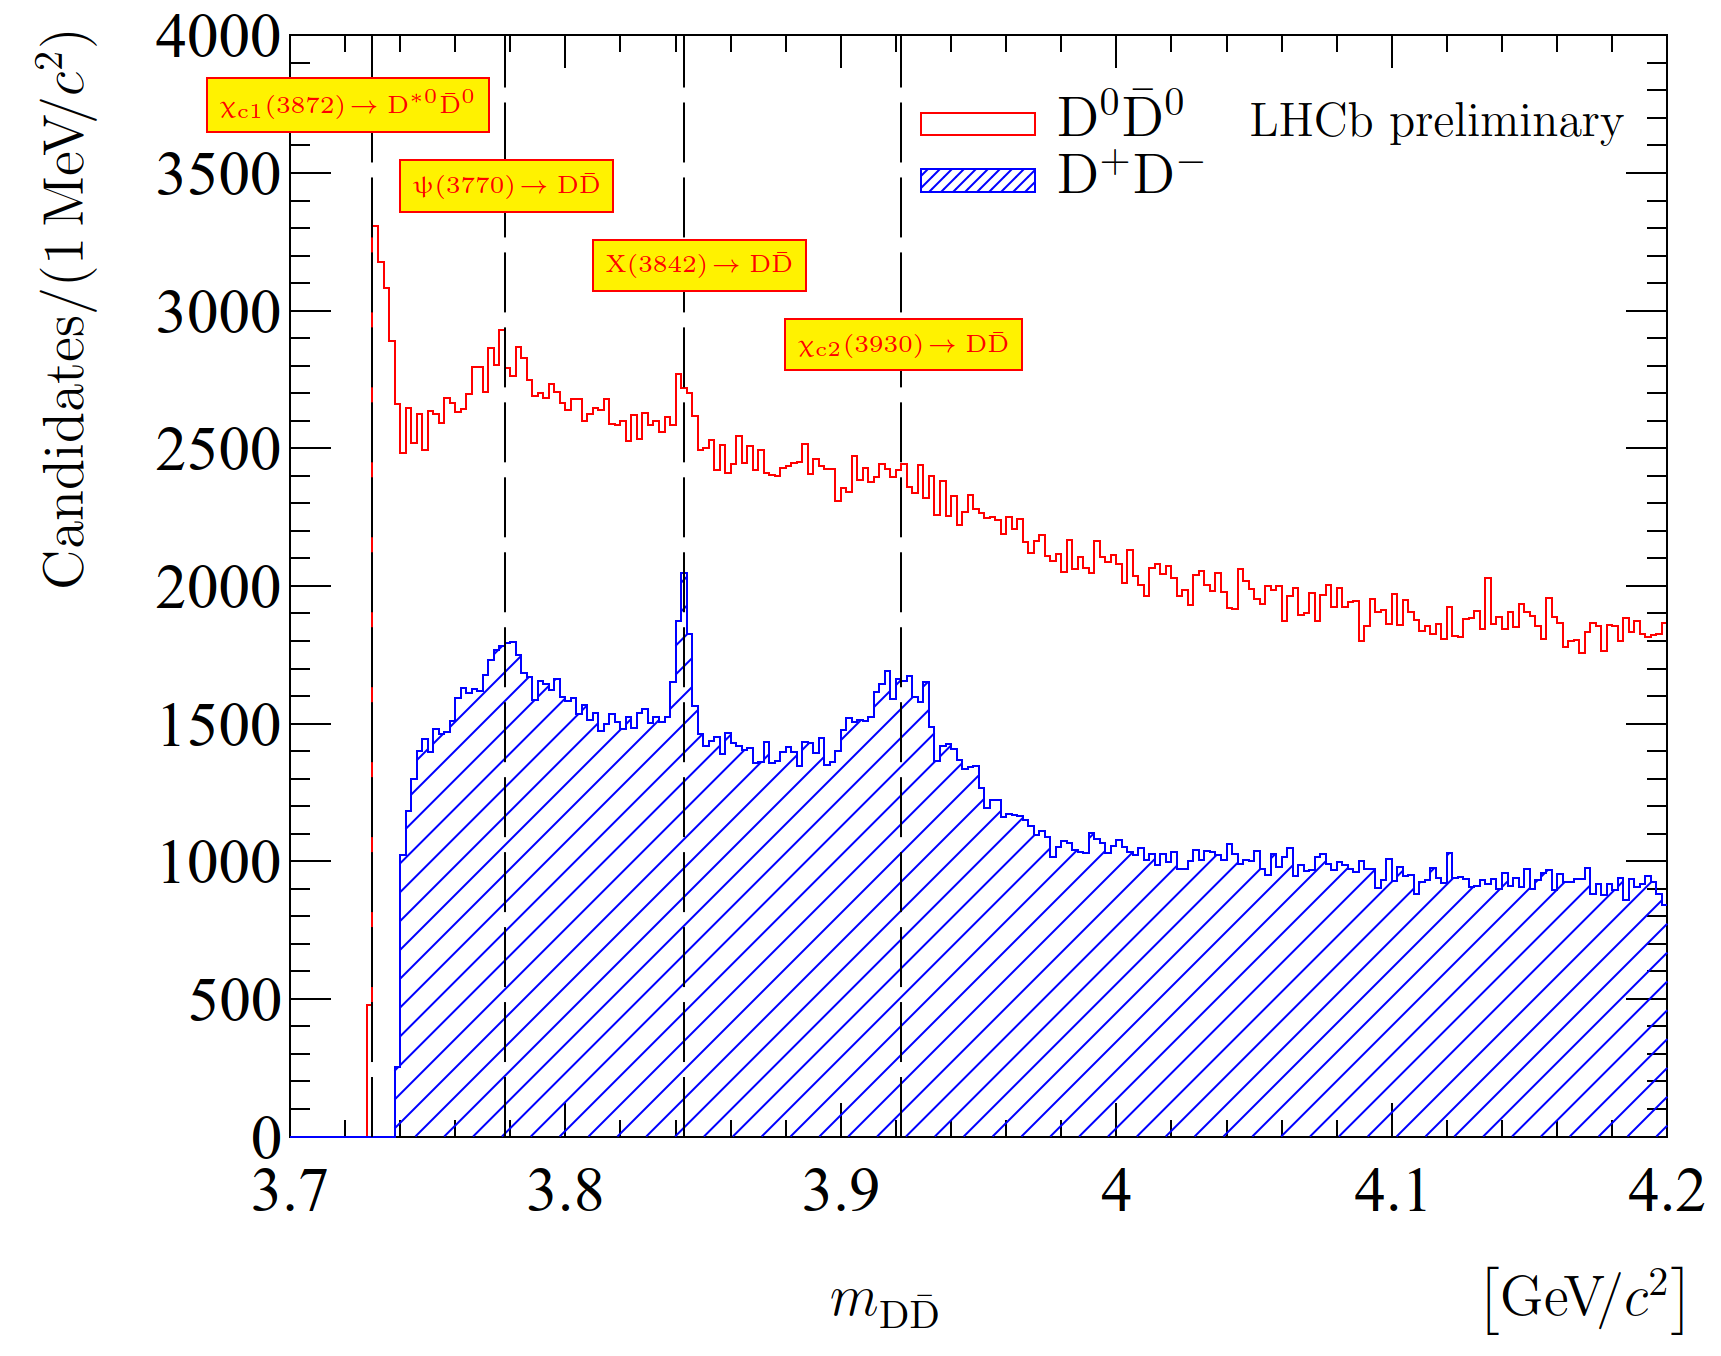 Candidates/(1 MeV/c²)
4000
3500
3000
2500
2000
1500
1000
500
0
χc1(3872) → D*⁰D̄⁰
ψ(3770) → DD̄
X(3842) → DD̄
χc2(3930) → DD̄
D⁰D̄⁰
D⁺D⁻
LHCb preliminary
3.7 3.8 3.9 4 4.1 4.2
m_DD̄ [GeV/c²]